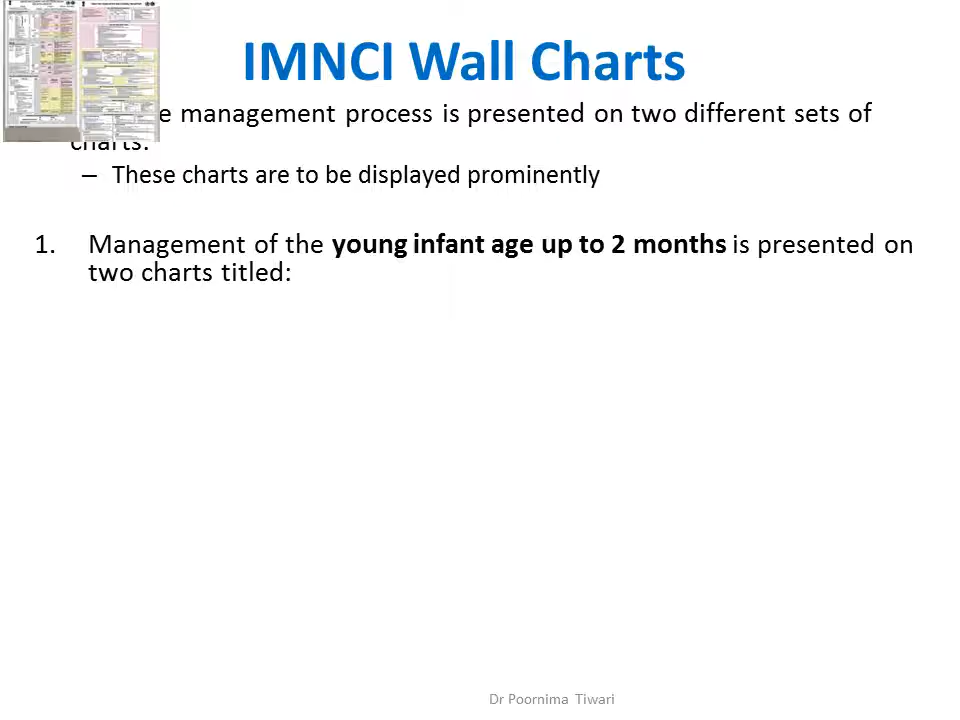 IMNCI Wall Charts
management process is presented on two different sets of
charts:
– These charts are to be displayed prominently
1. Management of the young infant age up to 2 months is presented on
two charts titled:
Dr Poornima Tiwari